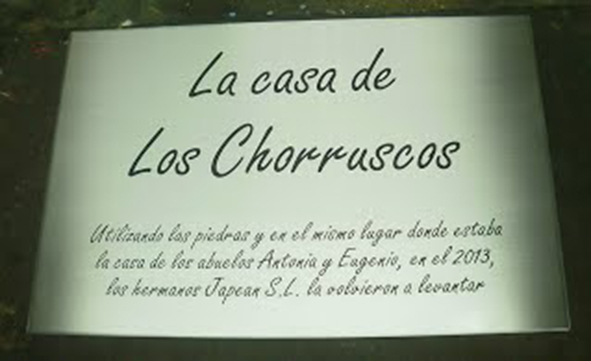 La casa de
Los Chorruscos
Utilizando las piedras y en el mismo lugar donde estaba
la casa de los abuelos Antonia y Eugenio, en el 2013,
los hermanos Japean S.L. la volvieron a levantar